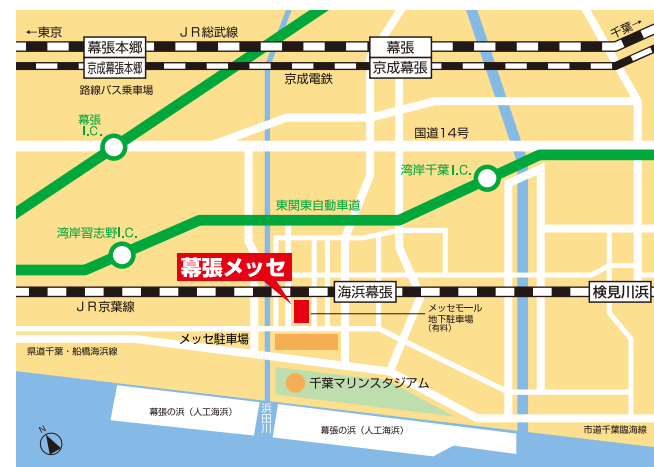 ←東京
JR総武線
千葉→
幕張本郷
幕張
京成幕張本郷
京成幕張
京成電鉄
路線バス乗車場
幕張
I.C.
国道14号
湾岸千葉I.C.
東関東自動車道
湾岸習志野I.C.
幕張メッセ
海浜幕張
検見川浜
JR京葉線
メッセモール
地下駐車場
(有料)
メッセ駐車場
県道千葉・船橋海浜線
千葉マリンスタジアム
幕張の浜(人工海浜)
浜田川
幕張の浜(人工海浜)
市道千葉臨海線
N